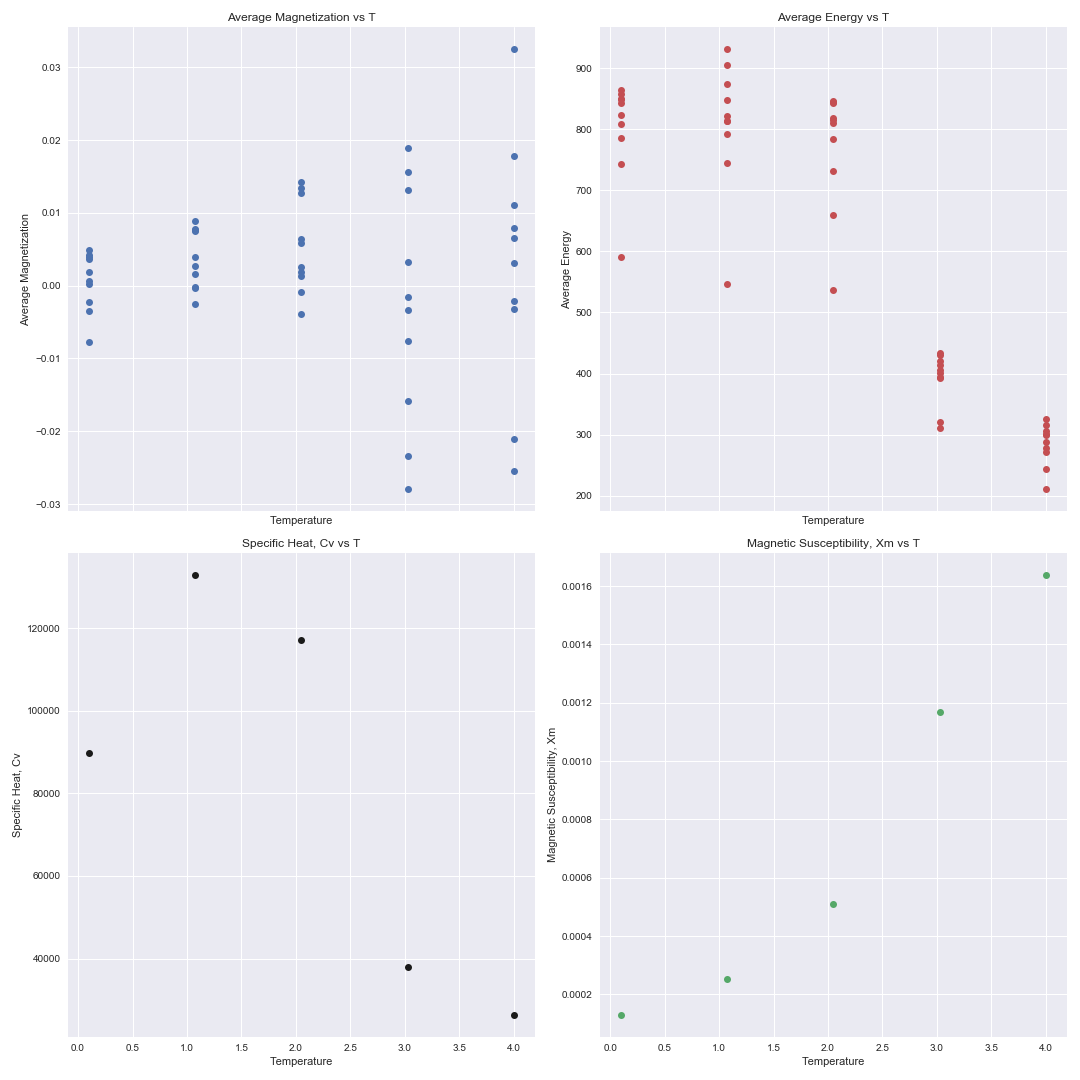 Average Magnetization vs T
0.03
0.02
0.01
0.00
−0.01
−0.02
−0.03
Average Magnetization
Temperature
Average Energy vs T
900
800
700
600
500
400
300
200
Average Energy
Temperature
Specific Heat, Cv vs T
120000
100000
80000
60000
40000
Specific Heat, Cv
0.0 0.5 1.0 1.5 2.0 2.5 3.0 3.5 4.0
Temperature
Magnetic Susceptibility, Xm vs T
0.0016
0.0014
0.0012
0.0010
0.0008
0.0006
0.0004
0.0002
Magnetic Susceptibility, Xm
0.0 0.5 1.0 1.5 2.0 2.5 3.0 3.5 4.0
Temperature